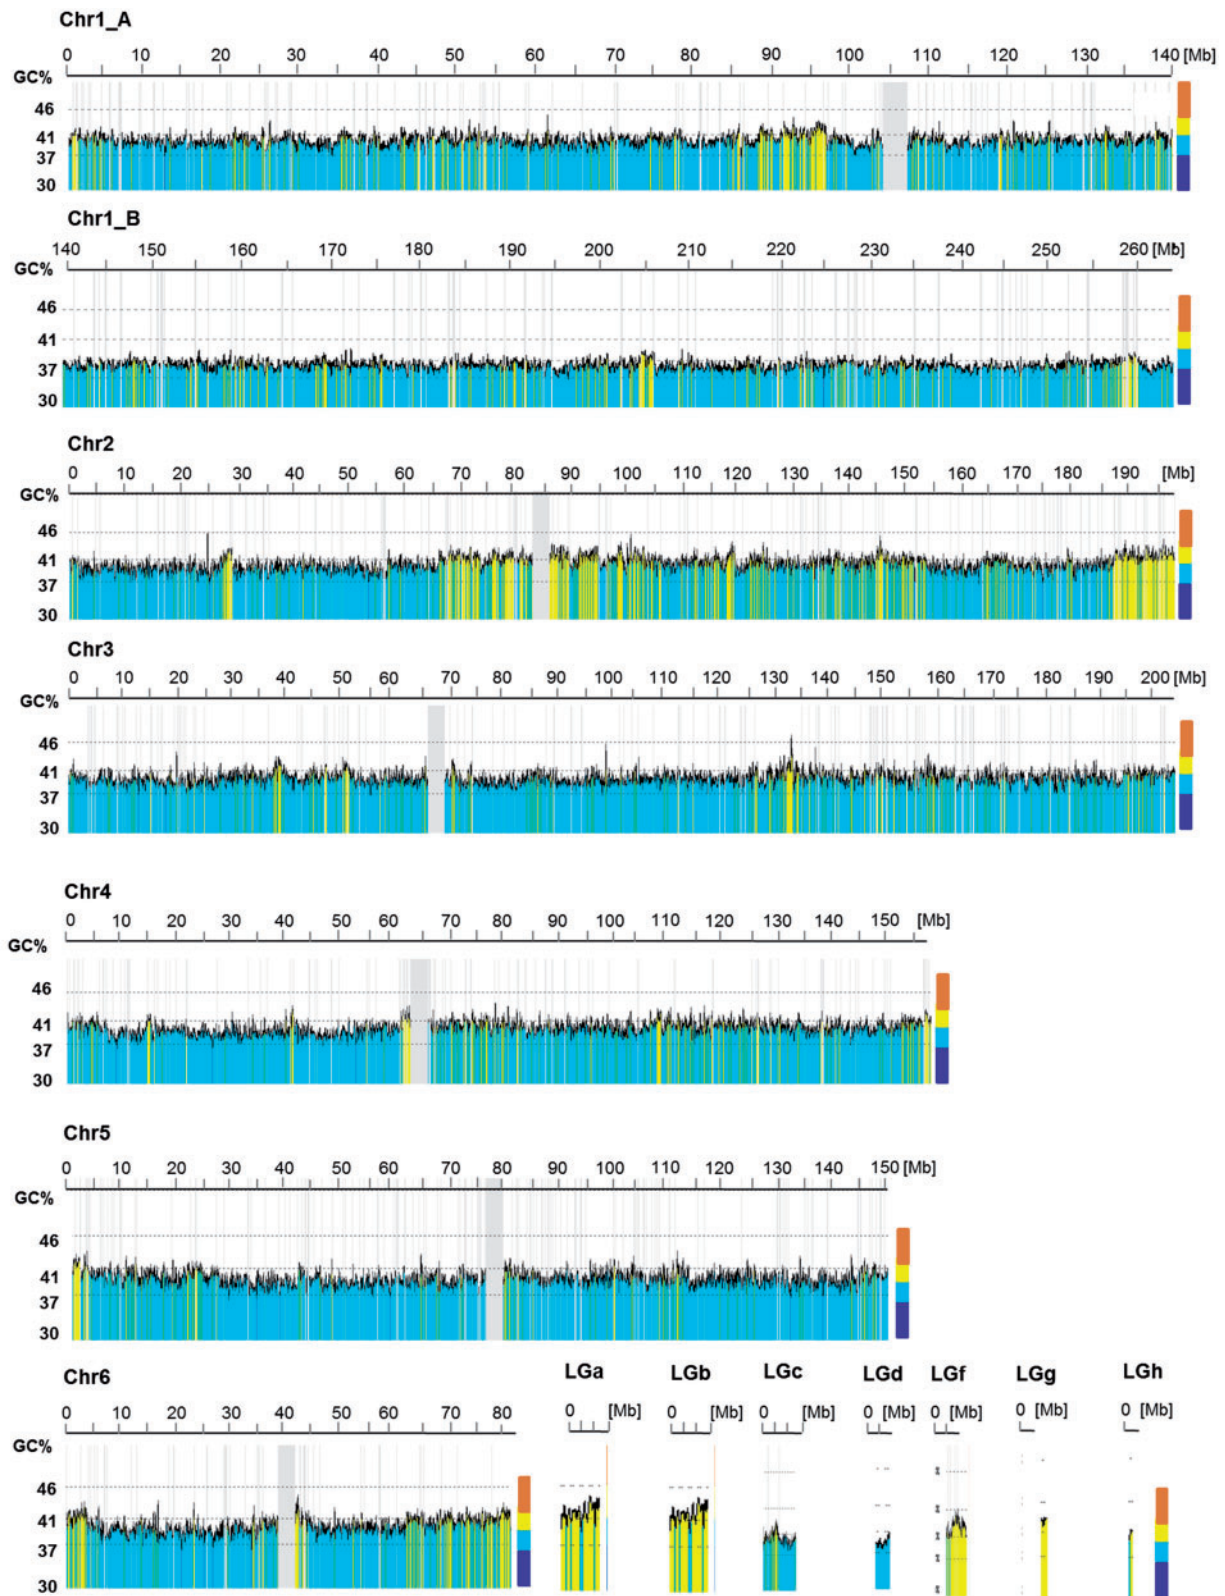 Chr1_A
0 10 20 30 40 50 60 70 80 90 100 110 120 130 140 [Mb]
GC%
46
41
37
30
Chr1_B
140 150 160 170 180 190 200 210 220 230 240 250 260 [Mb]
GC%
46
41
37
30
Chr2
0 10 20 30 40 50 60 70 80 90 100 110 120 130 140 150 160 170 180 190 [Mb]
GC%
46
41
37
30
Chr3
0 10 20 30 40 50 60 70 80 90 100 110 120 130 140 150 160 170 180 190 200 [Mb]
GC%
46
41
37
30
Chr4
0 10 20 30 40 50 60 70 80 90 100 110 120 130 140 150 [Mb]
GC%
46
41
37
30
Chr5
0 10 20 30 40 50 60 70 80 90 100 110 120 130 140 150 [Mb]
GC%
46
41
37
30
Chr6 LGa LGb LGc LGd LGf LGg LGh
0 10 20 30 40 50 60 70 80 0 [Mb] 0 [Mb] 0 [Mb] 0 [Mb] 0 [Mb] 0 [Mb] 0 [Mb]
GC%
46
41
37
30